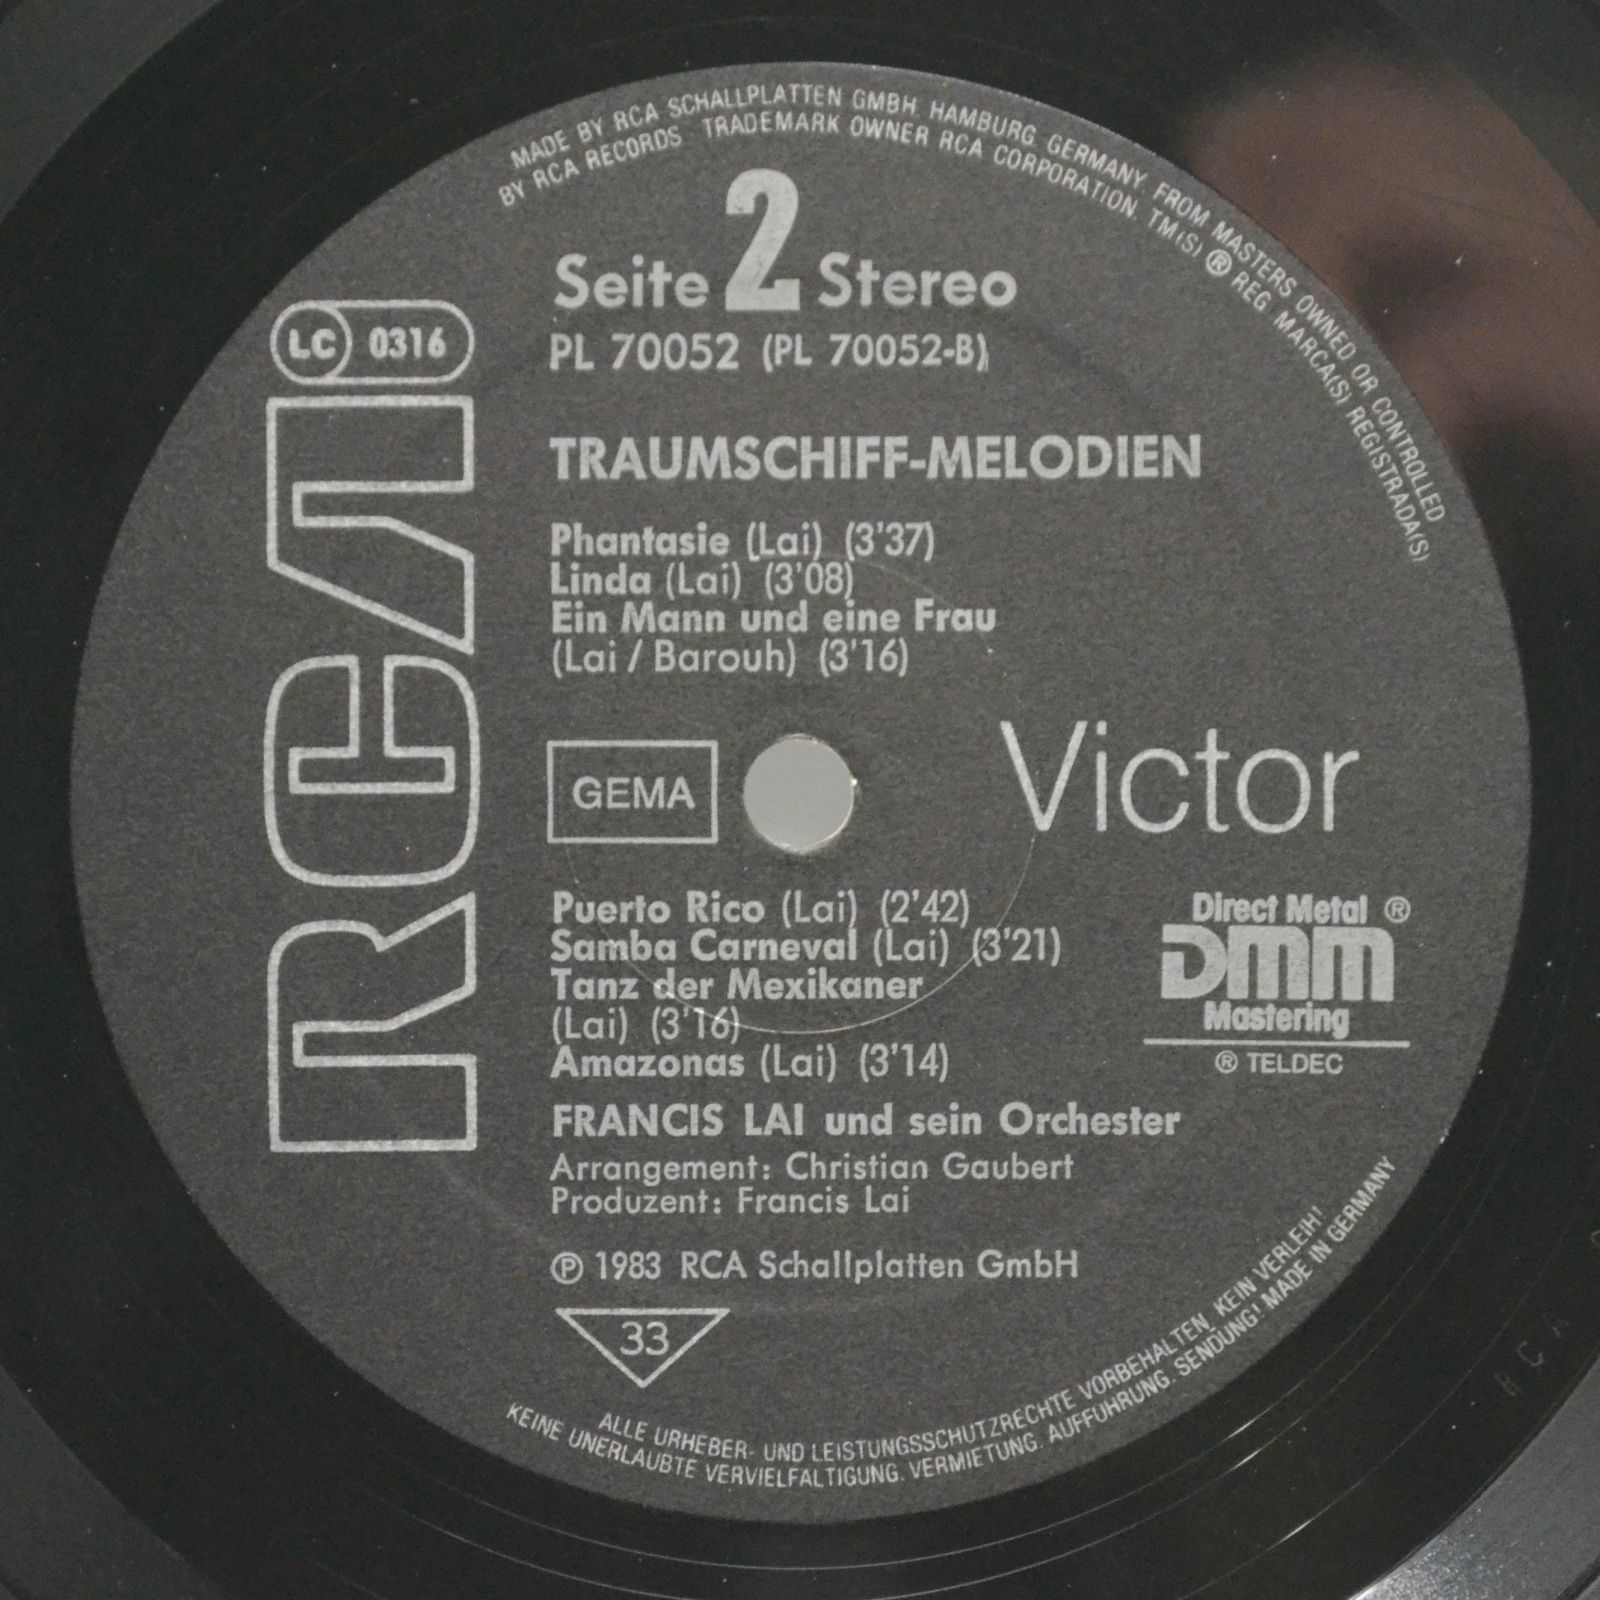 MADE BY RCA SCHALLPLATTEN GMBH. HAMBURG. GERMANY. FROM MASTERS OWNED OR CONTROLLED
BY RCA RECORDS TRADEMARK OWNER RCA CORPORATION. TM(S) ® REG. MARCA(S) REGISTRADA(S)
Seite 2 Stereo
PL 70052 (PL 70052-B)
LC 0316
RCA
TRAUMSCHIFF-MELODIEN
Phantasie (Lai) (3'37)
Linda (Lai) (3'08)
Ein Mann und eine Frau
(Lai / Barouh) (3'16)
GEMA
Victor
Puerto Rico (Lai) (2'42)
Samba Carneval (Lai) (3'21)
Tanz der Mexikaner
(Lai) (3'16)
Amazonas (Lai) (3'14)
Direct Metal ®
DMM
Mastering
® TELDEC
FRANCIS LAI und sein Orchester
Arrangement: Christian Gaubert
Produzent: Francis Lai
℗ 1983 RCA Schallplatten GmbH
33
ALLE URHEBER- UND LEISTUNGSSCHUTZRECHTE VORBEHALTEN. KEIN VERLEIH!
KEINE UNERLAUBTE VERVIELFALTIGUNG. VERMIETUNG. AUFFUHRUNG. SENDUNG! MADE IN GERMANY
RCA